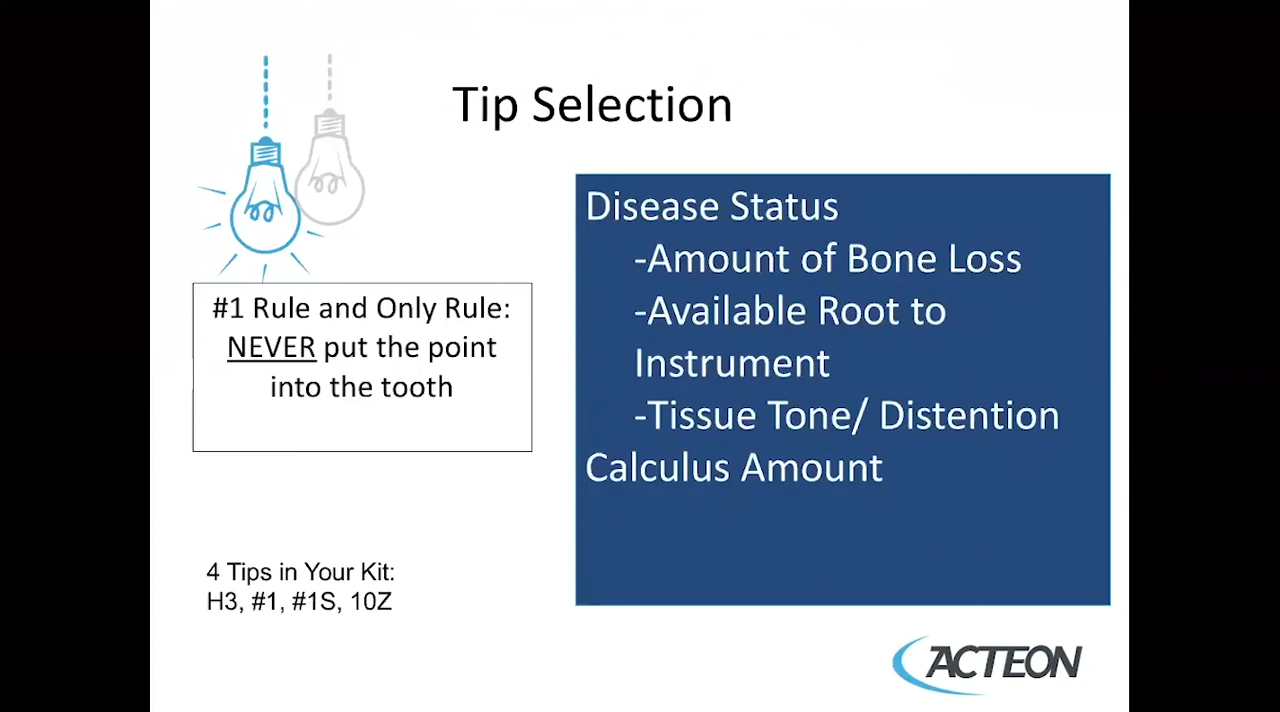 Tip Selection
#1 Rule and Only Rule:
NEVER put the point
into the tooth
Disease Status
-Amount of Bone Loss
-Available Root to
Instrument
-Tissue Tone/ Distention
Calculus Amount
4 Tips in Your Kit:
H3, #1, #1S, 10Z
ACTEON